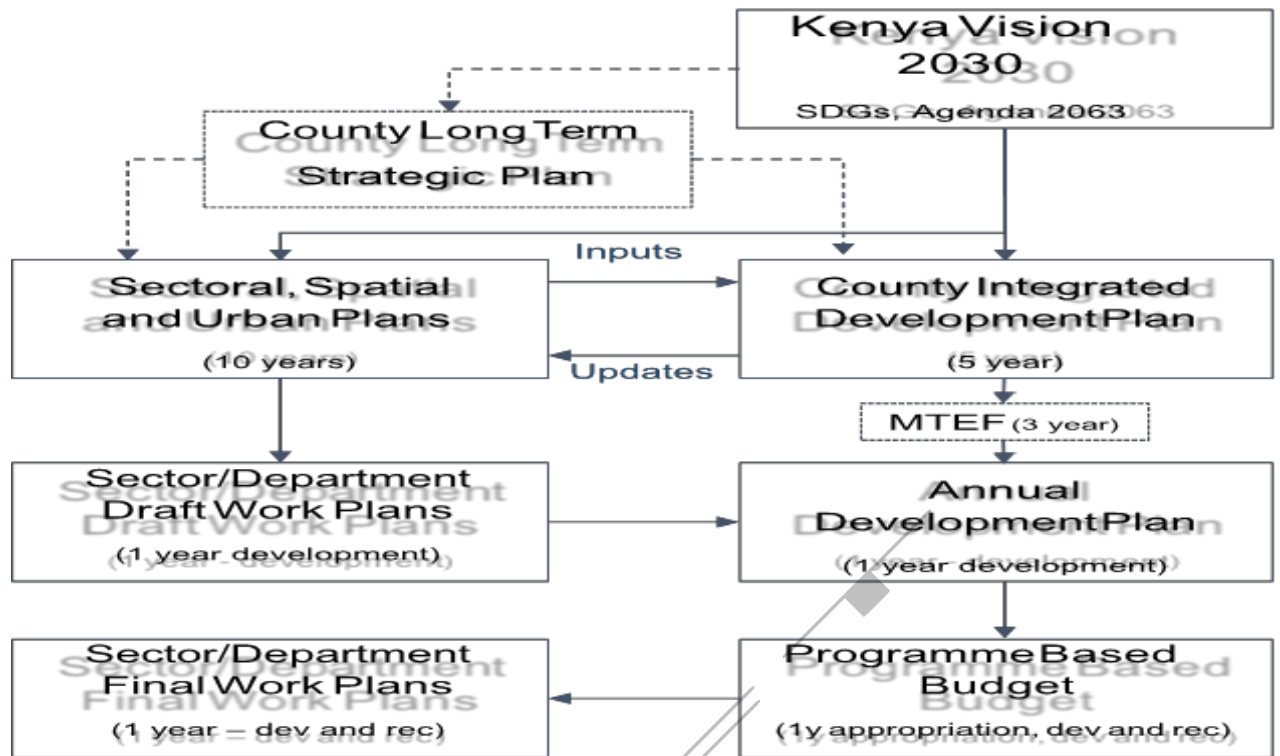 Kenya Vision
2030
SDGs, Agenda 2063
County Long Term
Strategic Plan
Inputs
Sectoral, Spatial
and Urban Plans
(10 years)
County Integrated
Development Plan
(5 year)
Updates
MTEF (3 year)
Sector/Department
Draft Work Plans
(1 year development)
Annual
Development Plan
(1 year development)
Sector/Department
Final Work Plans
(1 year – dev and rec)
Programme Based
Budget
(1y appropriation, dev and rec)